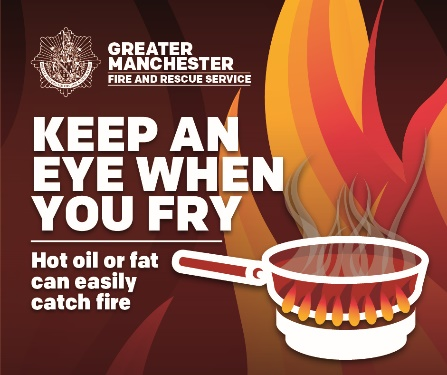 GREATER
MANCHESTER
FIRE AND RESCUE SERVICE
KEEP AN
EYE WHEN
YOU FRY
Hot oil or fat
can easily
catch fire